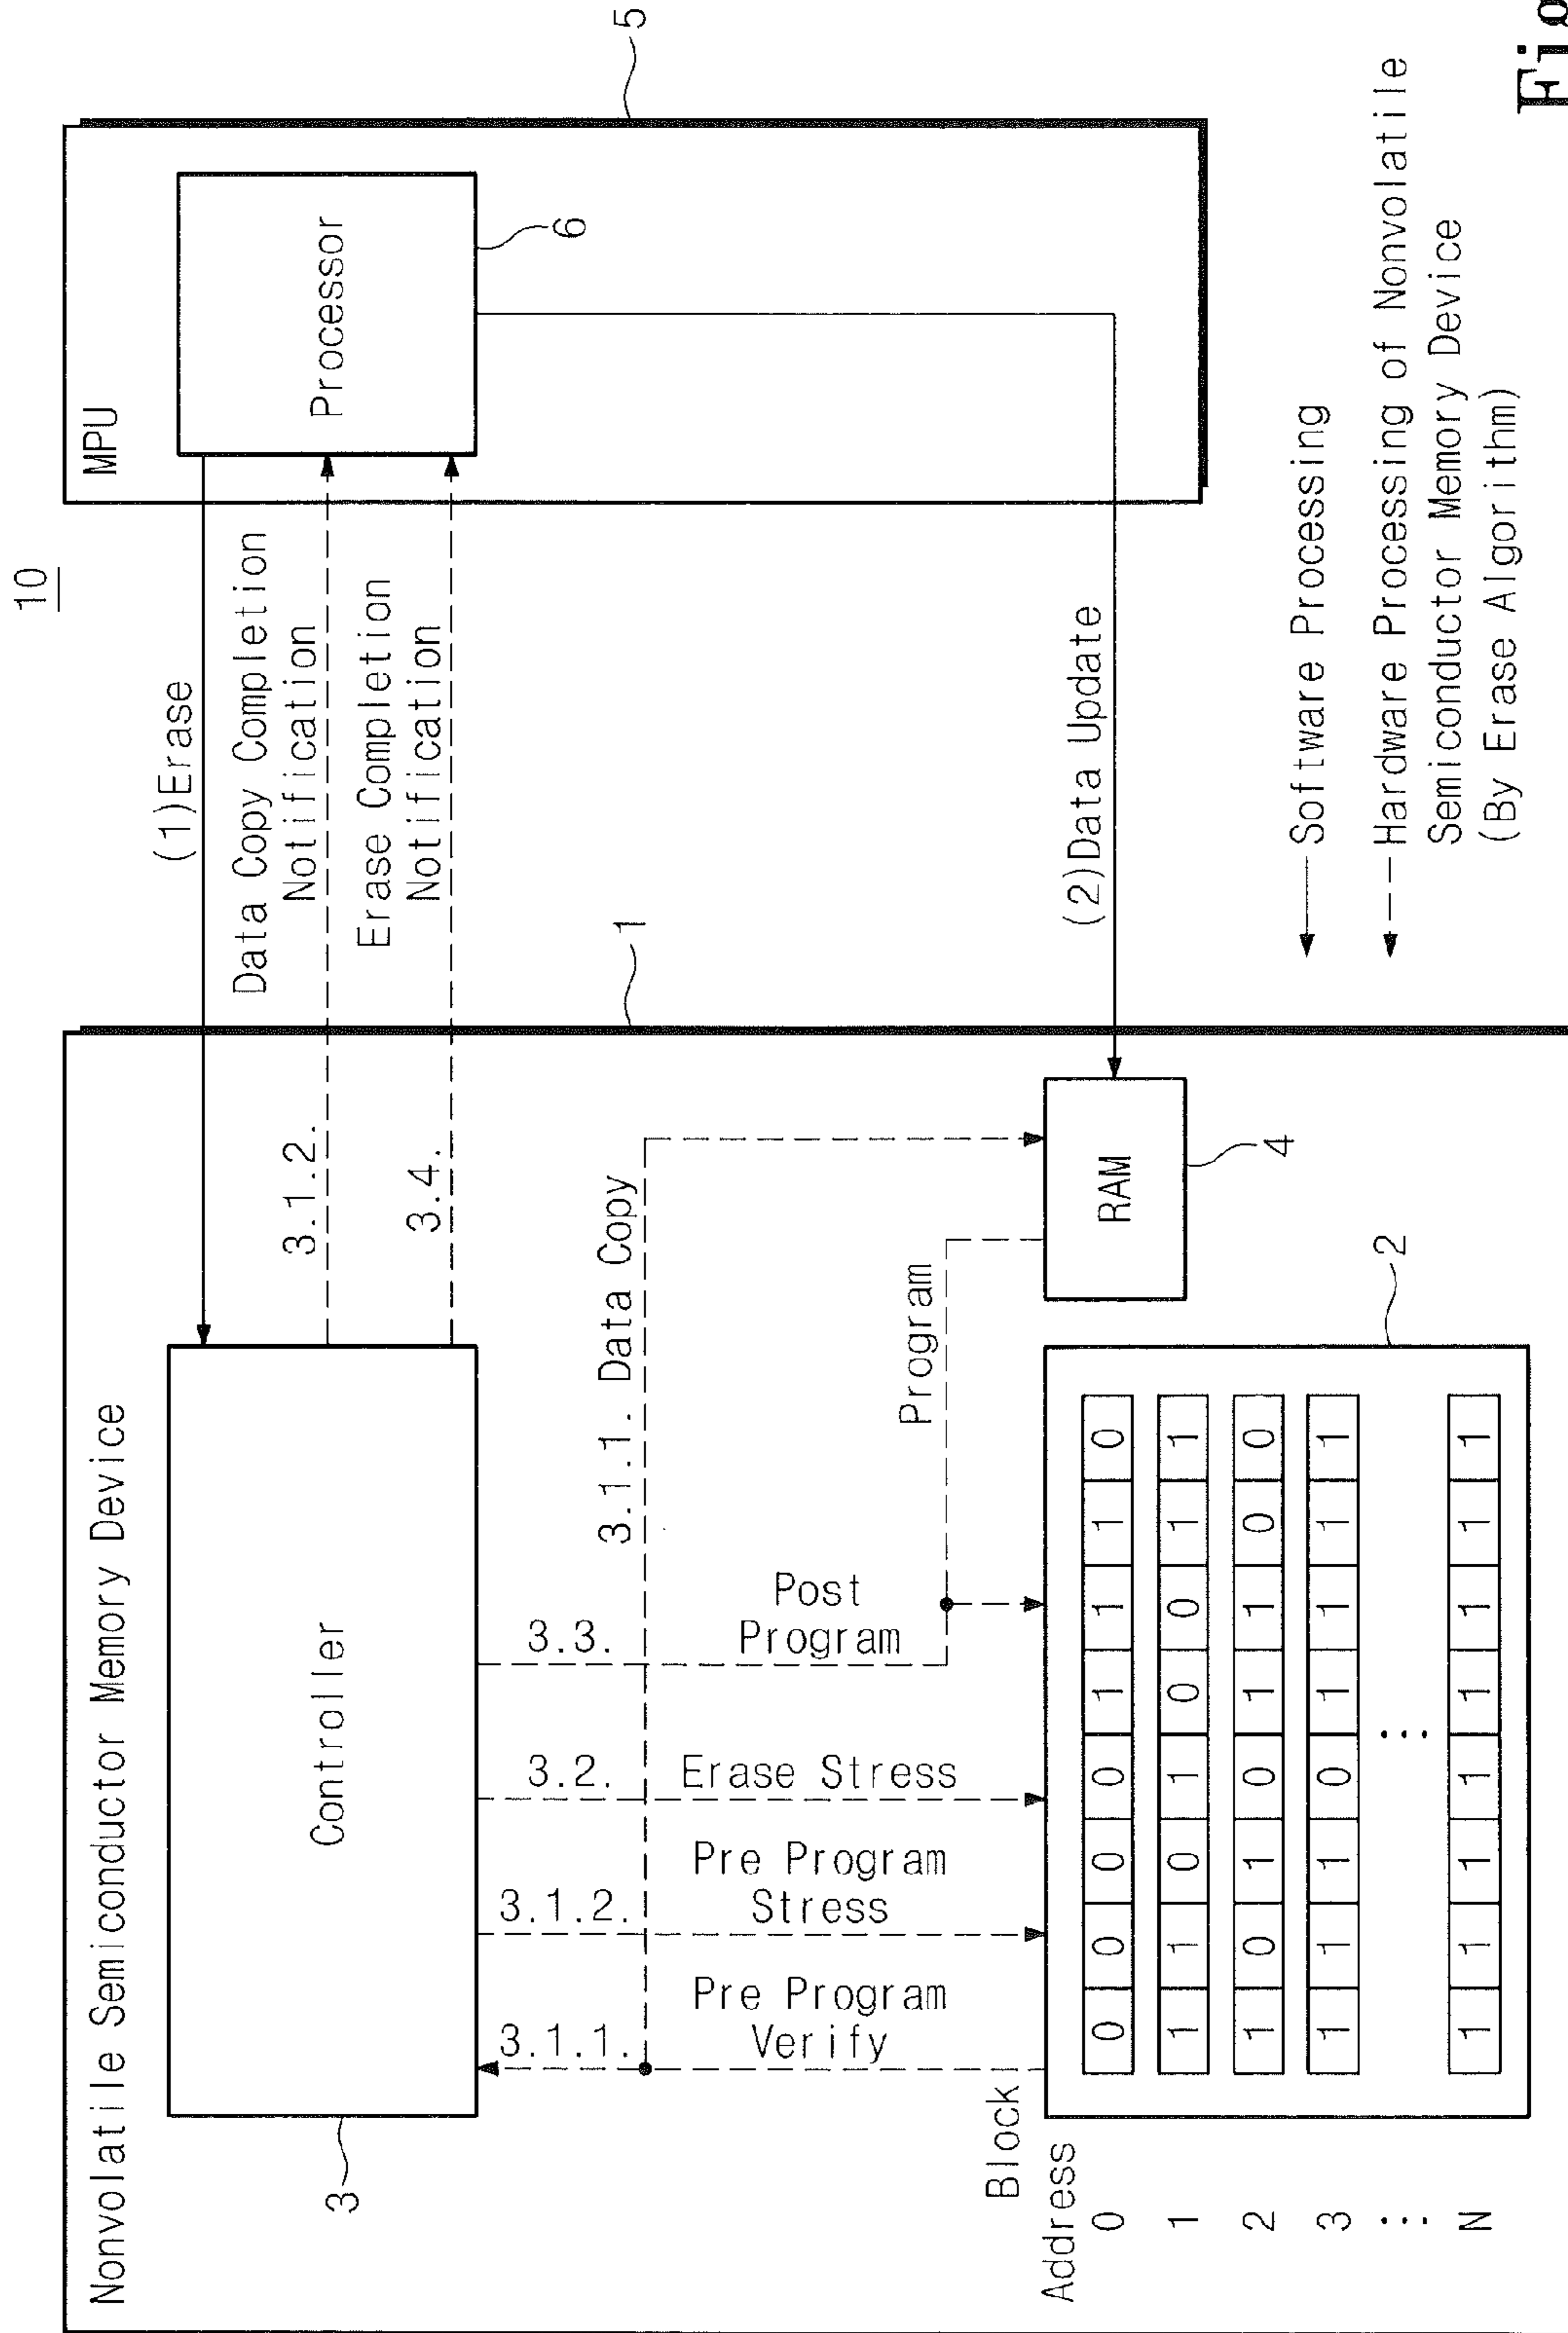 10
Nonvolatile Semiconductor Memory Device
MPU
Controller
3
Processor
6
5
1
(1)Erase
3.1.2.
Data Copy Completion
Notification
3.4.
Erase Completion
Notification
3.1.1.
3.1.2.
3.2.
3.3.
3.1.1. Data Copy
Pre Program
Verify
Pre Program
Stress
Erase Stress
Post
Program
Program
RAM
4
(2)Data Update
Block
Address
2
0 0 0 0 0 1 1 1 0
1 1 1 0 1 0 0 1 1
2 1 0 1 0 1 1 0 0
3 1 1 1 0 1 1 1 1
⋮ ⋮
N 1 1 1 1 1 1 1 1
Software Processing
Hardware Processing of Nonvolatile
Semiconductor Memory Device
(By Erase Algorithm)